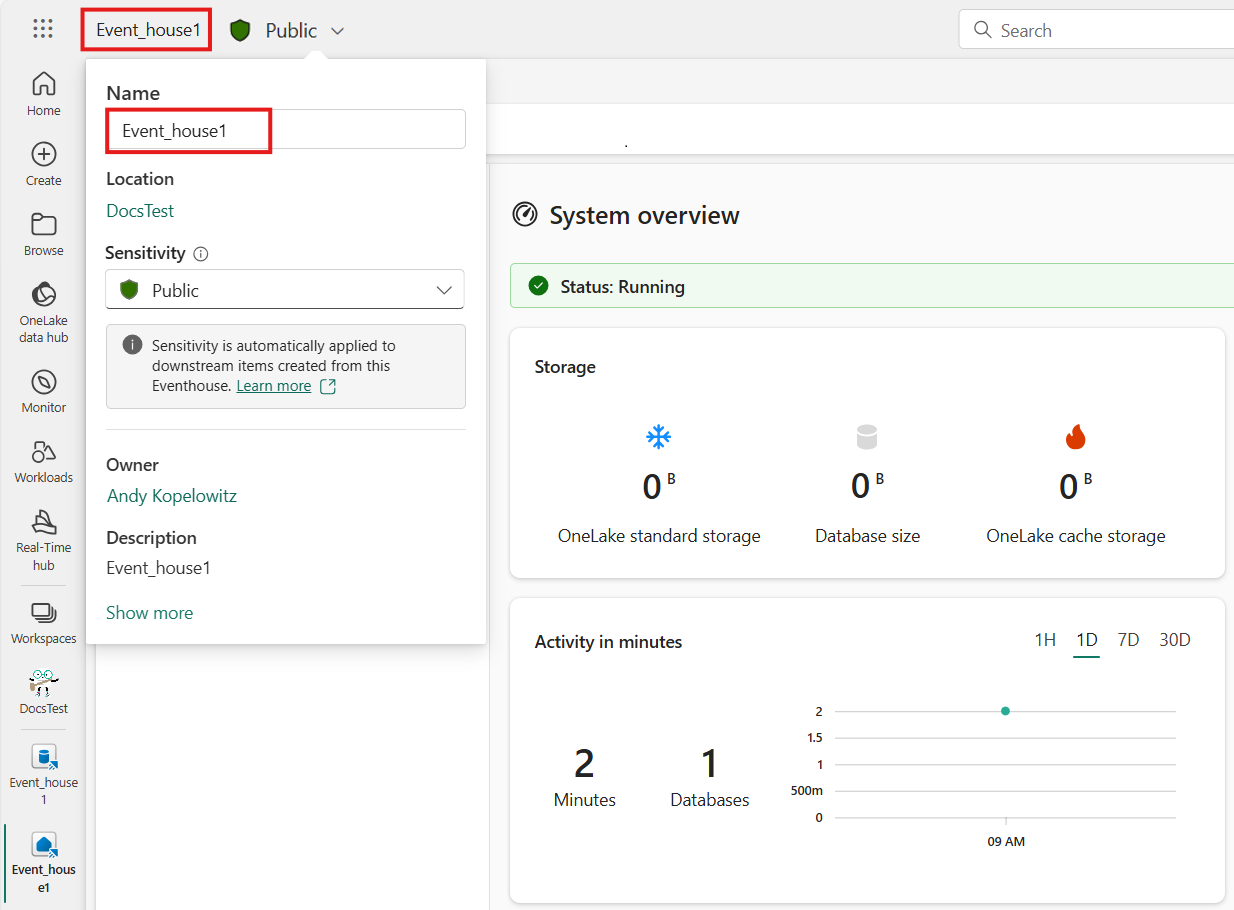 Event_house1
Public
Search
Home
Create
Browse
OneLake
data hub
Monitor
Workloads
Real-Time
hub
Workspaces
DocsTest
Event_house
1
Event_hous
e1
Name
Event_house1
Location
DocsTest
Sensitivity
Public
Sensitivity is automatically applied to
downstream items created from this
Eventhouse. Learn more
Owner
Andy Kopelowitz
Description
Event_house1
Show more
.
System overview
Status: Running
Storage
0 B
OneLake standard storage
0 B
Database size
0 B
OneLake cache storage
Activity in minutes
1H 1D 7D 30D
2
Minutes
1
Databases
2
1.5
1
500m
0
09 AM